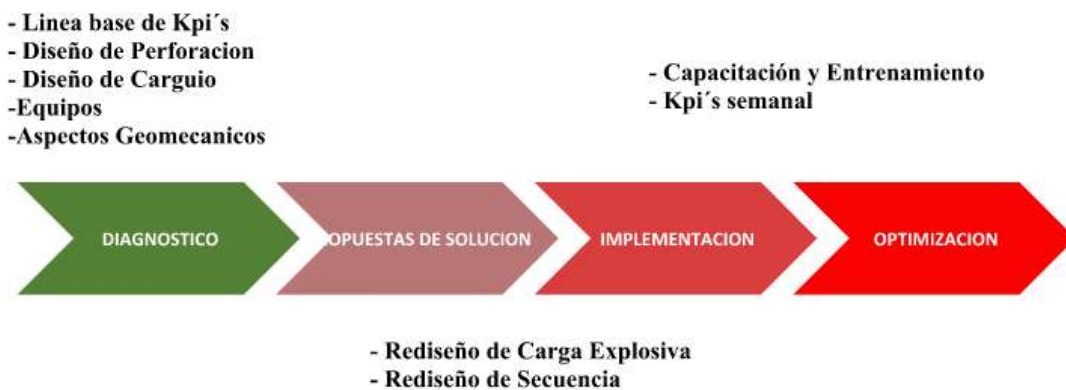 - Linea base de Kpi´s
- Diseño de Perforacion
- Diseño de Carguio
-Equipos
-Aspectos Geomecanicos
- Capacitación y Entrenamiento
- Kpi´s semanal
DIAGNOSTICO
OPUESTAS DE SOLUCION
IMPLEMENTACION
OPTIMIZACION
- Rediseño de Carga Explosiva
- Rediseño de Secuencia